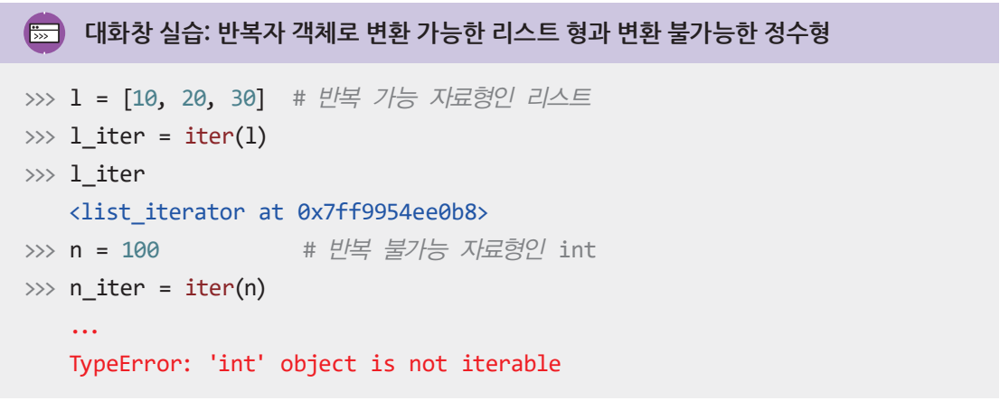 대화창 실습: 반복자 객체로 변환 가능한 리스트 형과 변환 불가능한 정수형
>>> l = [10, 20, 30] # 반복 가능 자료형인 리스트
>>> l_iter = iter(l)
>>> l_iter
<list_iterator at 0x7ff9954ee0b8>
>>> n = 100 # 반복 불가능 자료형인 int
>>> n_iter = iter(n)
...
TypeError: 'int' object is not iterable